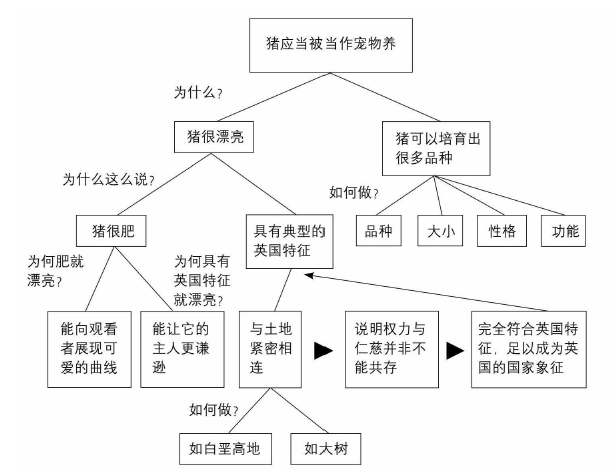 猪应当被当作宠物养
为什么?
猪很漂亮
猪可以培育出
很多品种
为什么这么说?
如何做?
猪很肥
具有典型的
英国特征
品种
大小
性格
功能
为何肥就
漂亮?
为何具有
英国特征
就漂亮?
能向观看
者展现可
爱的曲线
能让它的
主人更谦
逊
与土地
紧密相
连
说明权力与
仁慈并非不
能共存
完全符合英国特
征，足以成为英
国的国家象征
如何做?
如白垩高地
如大树